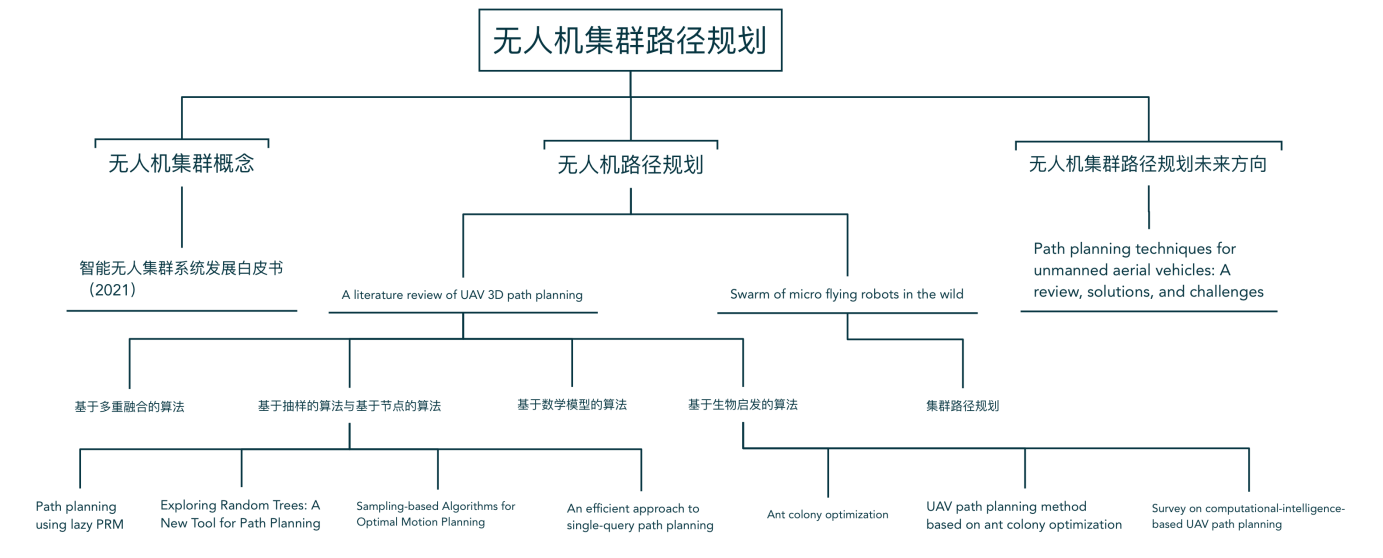 无人机集群路径规划
无人机集群概念
无人机路径规划
无人机集群路径规划未来方向
智能无人集群系统发展白皮书
（2021）
A literature review of UAV 3D path planning
Swarm of micro flying robots in the wild
Path planning techniques for
unmanned aerial vehicles: A
review, solutions, and challenges
基于多重融合的算法
基于抽样的算法与基于节点的算法
基于数学模型的算法
基于生物启发的算法
集群路径规划
Path planning
using lazy PRM
Exploring Random Trees: A
New Tool for Path Planning
Sampling-based Algorithms for
Optimal Motion Planning
An efficient approach to
single-query path planning
Ant colony optimization
UAV path planning method
based on ant colony optimization
Survey on computational-intelligence-
based UAV path planning